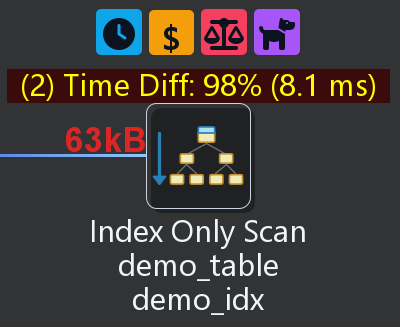 $
(2) Time Diff: 98% (8.1 ms)
63kB
Index Only Scan
demo_table
demo_idx